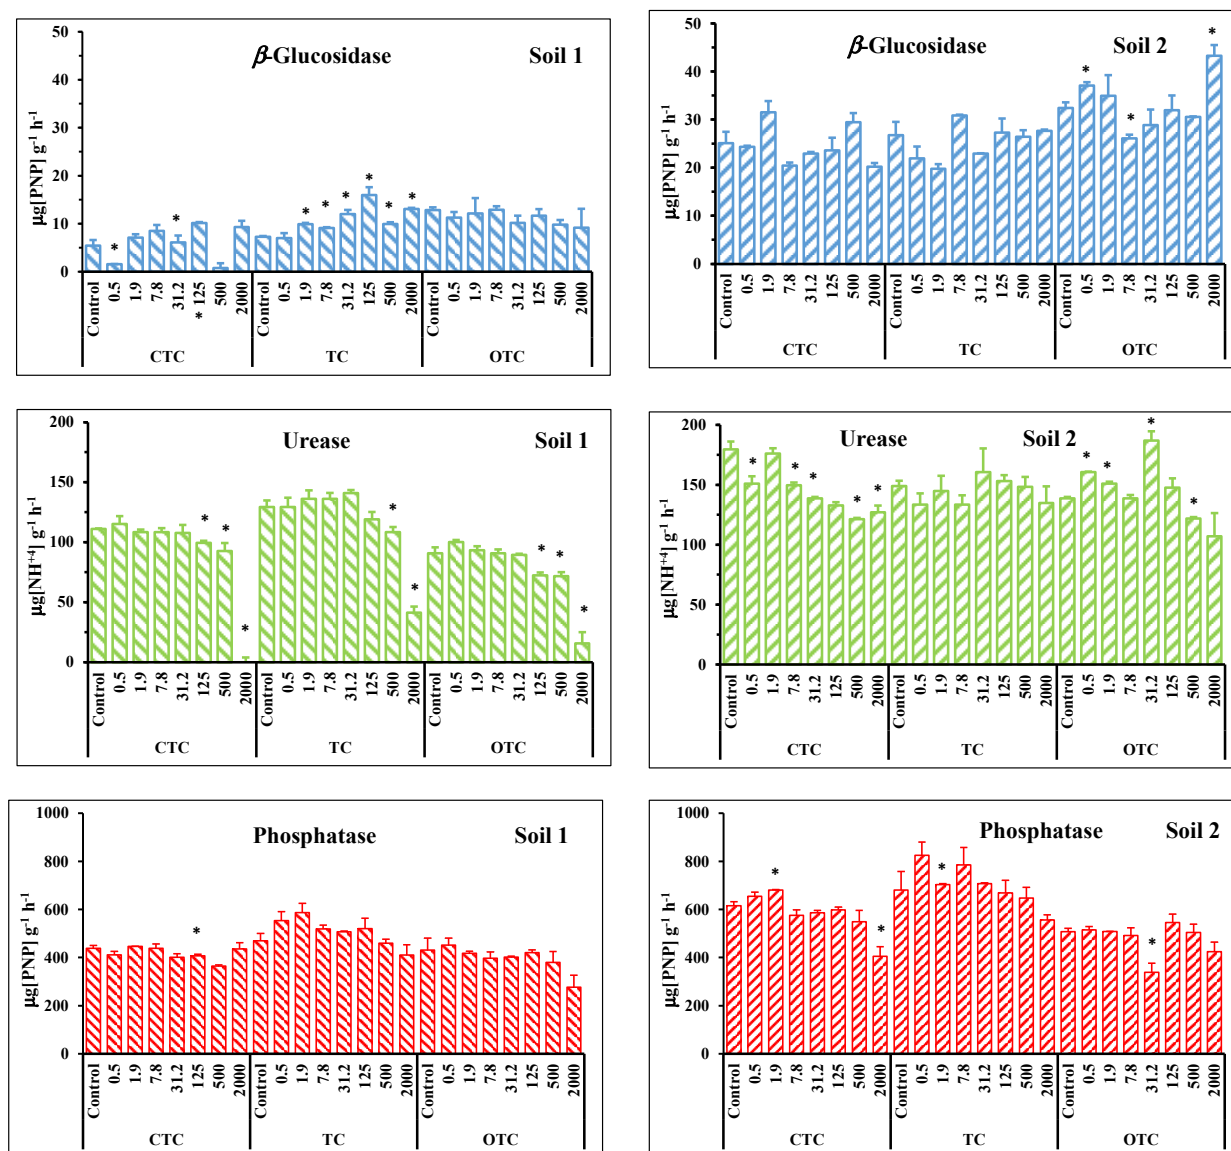 β-Glucosidase Soil 1
µg[PNP] g-1 h-1
50
40
30
20
10
0
* * * * * * * *
Control 0.5 1.9 7.8 31.2 125 500 2000 Control 0.5 1.9 7.8 31.2 125 500 2000 Control 0.5 1.9 7.8 31.2 125 500 2000
*
CTC TC OTC
β-Glucosidase Soil 2
µg[PNP] g-1 h-1
50
40
30
20
10
0
* * *
Control 0.5 1.9 7.8 31.2 125 500 2000 Control 0.5 1.9 7.8 31.2 125 500 2000 Control 0.5 1.9 7.8 31.2 125 500 2000
CTC TC OTC
Urease Soil 1
µg[NH+4] g-1 h-1
200
150
100
50
0
* * * * * * * *
Control 0.5 1.9 7.8 31.2 125 500 2000 Control 0.5 1.9 7.8 31.2 125 500 2000 Control 0.5 1.9 7.8 31.2 125 500 2000
CTC TC OTC
Urease Soil 2
µg[NH+4] g-1 h-1
200
150
100
50
0
* * * * * * * * *
Control 0.5 1.9 7.8 31.2 125 500 2000 Control 0.5 1.9 7.8 31.2 125 500 2000 Control 0.5 1.9 7.8 31.2 125 500 2000
CTC TC OTC
Phosphatase Soil 1
µg[PNP] g-1 h-1
1000
800
600
400
200
0
*
Control 0.5 1.9 7.8 31.2 125 500 2000 Control 0.5 1.9 7.8 31.2 125 500 2000 Control 0.5 1.9 7.8 31.2 125 500 2000
CTC TC OTC
Phosphatase Soil 2
µg[PNP] g-1 h-1
1000
800
600
400
200
0
* * * *
Control 0.5 1.9 7.8 31.2 125 500 2000 Control 0.5 1.9 7.8 31.2 125 500 2000 Control 0.5 1.9 7.8 31.2 125 500 2000
CTC TC OTC